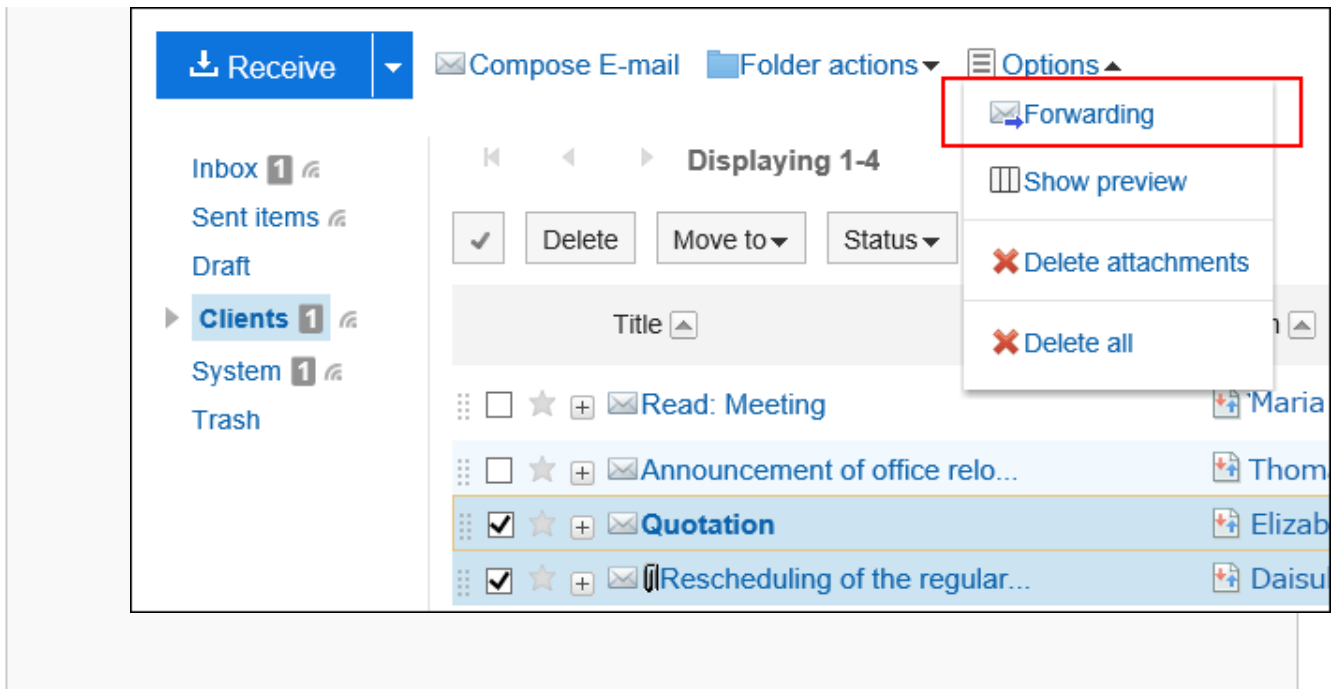 Receive Compose E-mail Folder actions Options
Forwarding
Inbox 1 Displaying 1-4
Show preview
Sent items
Delete Move to Status
Draft
Delete attachments
Clients 1
Title
Delete all
System 1
Read: Meeting Maria
Trash
Announcement of office relo... Thoma
Quotation Elizab
Rescheduling of the regular... Daisu